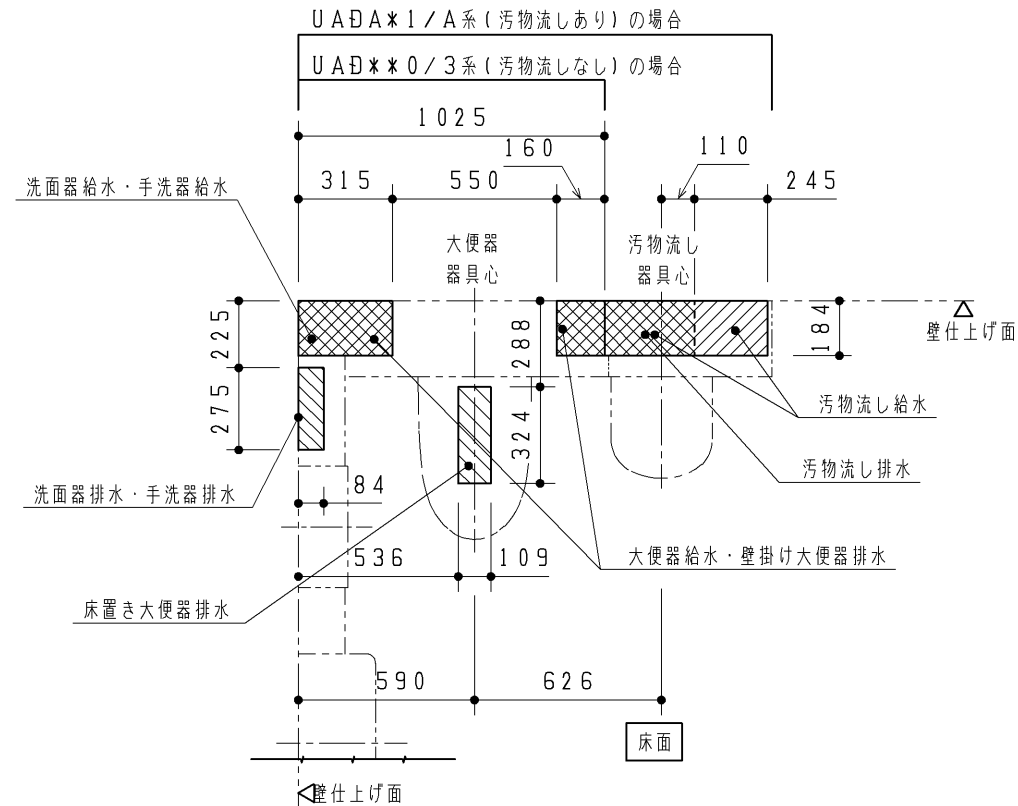 UADA*1/A系(汚物流しあり)の場合
UAD**0/3系(汚物流しなし)の場合
1025
160
110
315
550
245
洗面器給水・手洗器給水
大便器
器具心
汚物流し
器具心
225
288
184
壁仕上げ面
275
324
汚物流し給水
汚物流し排水
洗面器排水・手洗器排水
84
536
109
大便器給水・壁掛け大便器排水
床置き大便器排水
590
626
床面
壁仕上げ面